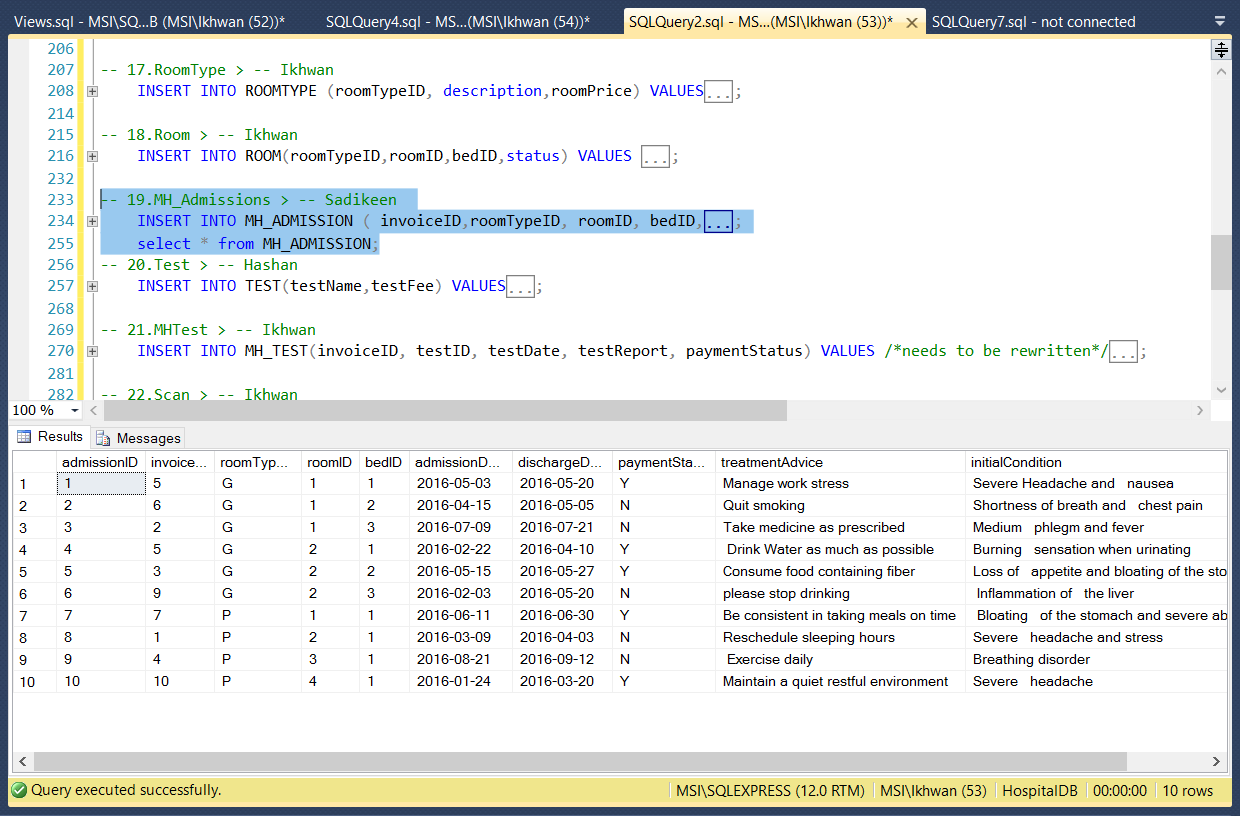 Views.sql - MSI\SQ...B (MSI\Ikhwan (52))* SQLQuery4.sql - MS...(MSI\Ikhwan (54))* SQLQuery2.sql - MS...(MSI\Ikhwan (53))* SQLQuery7.sql - not connected
206
207 -- 17.RoomType > -- Ikhwan
208 INSERT INTO ROOMTYPE (roomTypeID, description,roomPrice) VALUES...;
214
215 -- 18.Room > -- Ikhwan
216 INSERT INTO ROOM(roomTypeID,roomID,bedID,status) VALUES ...;
232
233 -- 19.MH_Admissions > -- Sadikeen
234 INSERT INTO MH_ADMISSION ( invoiceID,roomTypeID, roomID, bedID,...;
255 select * from MH_ADMISSION;
256 -- 20.Test > -- Hashan
257 INSERT INTO TEST(testName,testFee) VALUES...;
268
269 -- 21.MHTest > -- Ikhwan
270 INSERT INTO MH_TEST(invoiceID, testID, testDate, testReport, paymentStatus) VALUES /*needs to be rewritten*/...;
281
282 -- 22.Scan > -- Ikhwan
100 %
Results Messages
admissionID invoice... roomTyp... roomID bedID admissionD... dischargeD... paymentSta... treatmentAdvice initialCondition
1 1 5 G 1 1 2016-05-03 2016-05-20 Y Manage work stress Severe Headache and nausea
2 2 6 G 1 2 2016-04-15 2016-05-05 N Quit smoking Shortness of breath and chest pain
3 3 2 G 1 3 2016-07-09 2016-07-21 N Take medicine as prescribed Medium phlegm and fever
4 4 5 G 2 1 2016-02-22 2016-04-10 Y Drink Water as much as possible Burning sensation when urinating
5 5 3 G 2 2 2016-05-15 2016-05-27 Y Consume food containing fiber Loss of appetite and bloating of the sto
6 6 9 G 2 3 2016-02-03 2016-05-20 N please stop drinking Inflammation of the liver
7 7 7 P 1 1 2016-06-11 2016-06-30 Y Be consistent in taking meals on time Bloating of the stomach and severe ab
8 8 1 P 2 1 2016-03-09 2016-04-03 N Reschedule sleeping hours Severe headache and stress
9 9 4 P 3 1 2016-08-21 2016-09-12 N Exercise daily Breathing disorder
10 10 10 P 4 1 2016-01-24 2016-03-20 Y Maintain a quiet restful environment Severe headache
Query executed successfully. MSI\SQLEXPRESS (12.0 RTM) MSI\Ikhwan (53) HospitalDB 00:00:00 10 rows